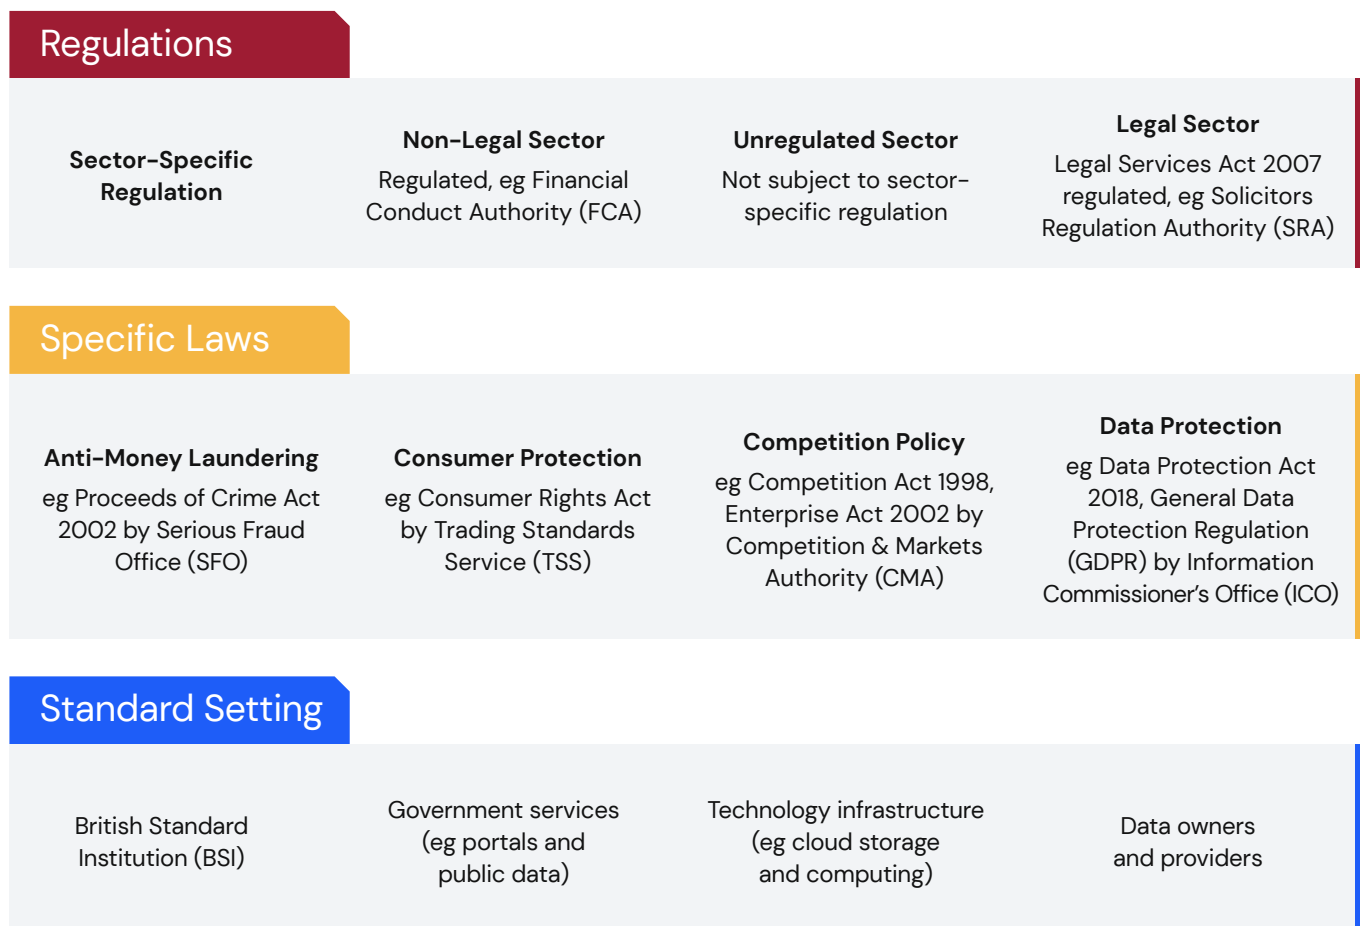 Regulations
Sector-Specific
Regulation
Non-Legal Sector
Regulated, eg Financial
Conduct Authority (FCA)
Unregulated Sector
Not subject to sector-
specific regulation
Legal Sector
Legal Services Act 2007
regulated, eg Solicitors
Regulation Authority (SRA)
Specific Laws
Anti-Money Laundering
eg Proceeds of Crime Act
2002 by Serious Fraud
Office (SFO)
Consumer Protection
eg Consumer Rights Act
by Trading Standards
Service (TSS)
Competition Policy
eg Competition Act 1998,
Enterprise Act 2002 by
Competition & Markets
Authority (CMA)
Data Protection
eg Data Protection Act
2018, General Data
Protection Regulation
(GDPR) by Information
Commissioner's Office (ICO)
Standard Setting
British Standard
Institution (BSI)
Government services
(eg portals and
public data)
Technology infrastructure
(eg cloud storage
and computing)
Data owners
and providers